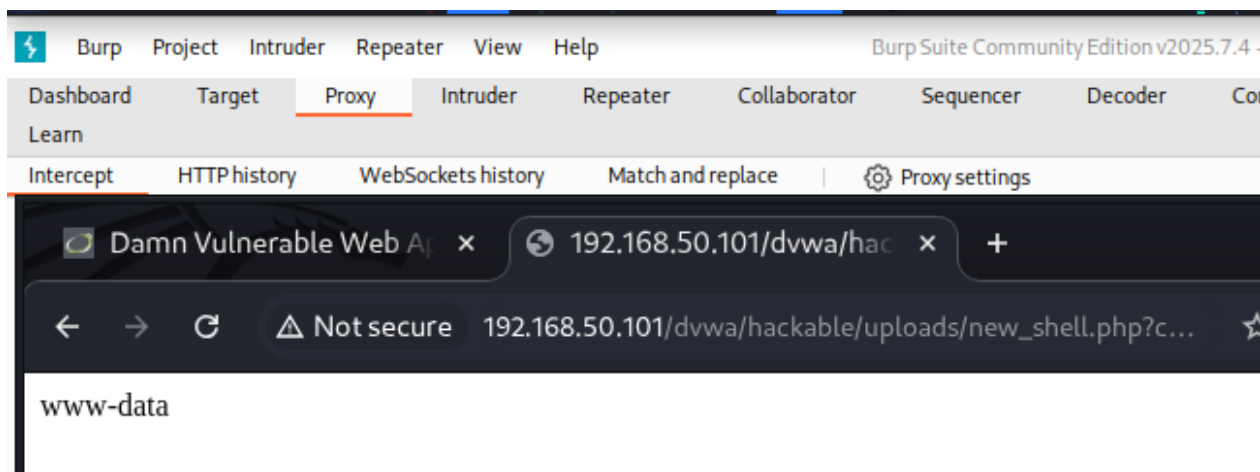 Burp Project Intruder Repeater View Help Burp Suite Community Edition v2025.7.4 -
Dashboard Target Proxy Intruder Repeater Collaborator Sequencer Decoder
Learn
Intercept HTTP history WebSockets history Match and replace Proxy settings
Damn Vulnerable Web 192.168.50.101/dvwa/hac
Not secure 192.168.50.101/dvwa/hackable/uploads/new_shell.php?c...
www-data